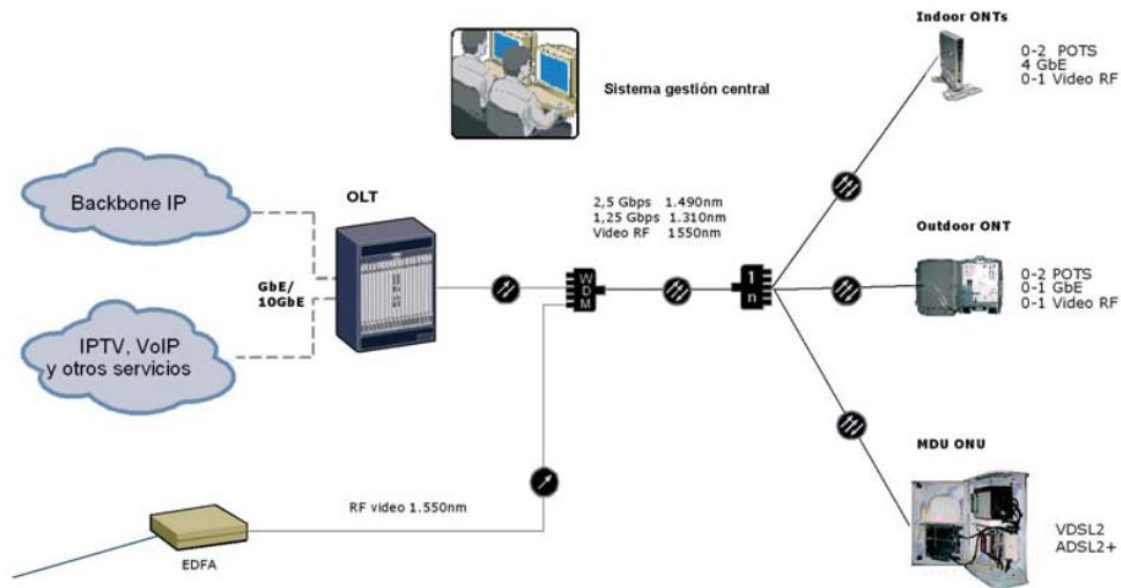 Indoor ONTs
0-2 POTS
4 GbE
0-1 Video RF
Sistema gestión central
Backbone IP
OLT
2,5 Gbps 1.490nm
1,25 Gbps 1.310nm
Video RF 1550nm
GbE/
10GbE
WDM
1
n
Outdoor ONT
0-2 POTS
0-1 GbE
0-1 Video RF
IPTV, VoIP
y otros servicios
MDU ONU
VDSL2
ADSL2+
RF video 1.550nm
EDFA